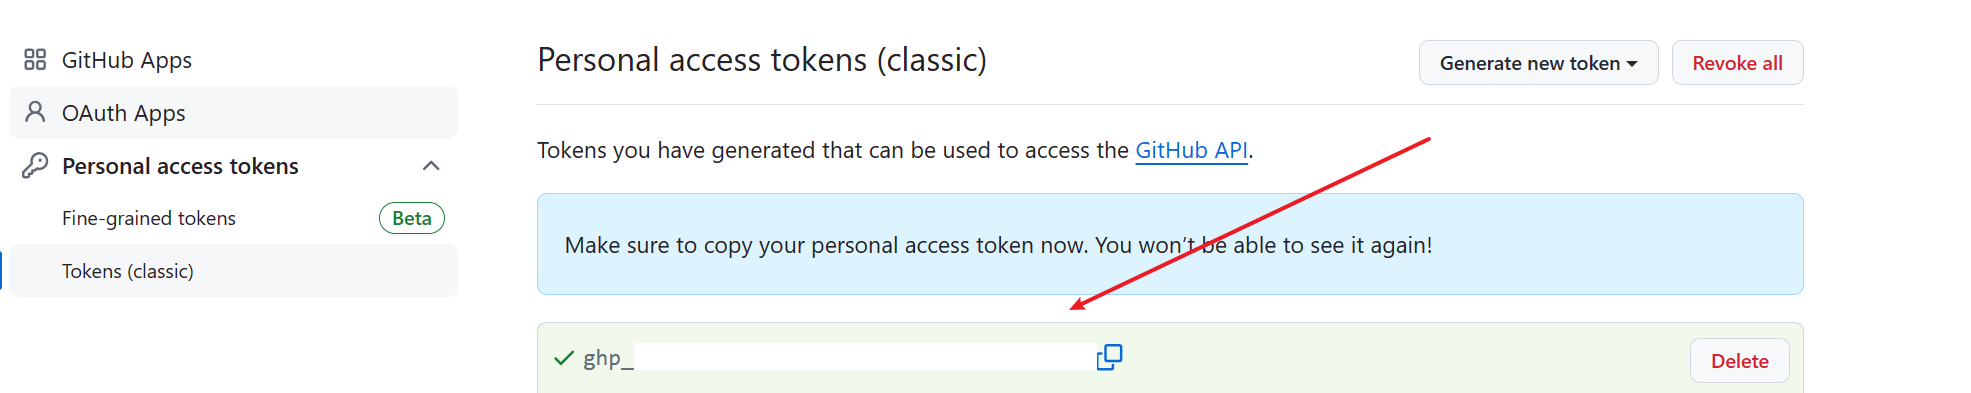 GitHub Apps
OAuth Apps
Personal access tokens
Fine-grained tokens Beta
Tokens (classic)
Personal access tokens (classic)
Generate new token Revoke all
Tokens you have generated that can be used to access the GitHub API.
Make sure to copy your personal access token now. You won’t be able to see it again!
ghp_
Delete